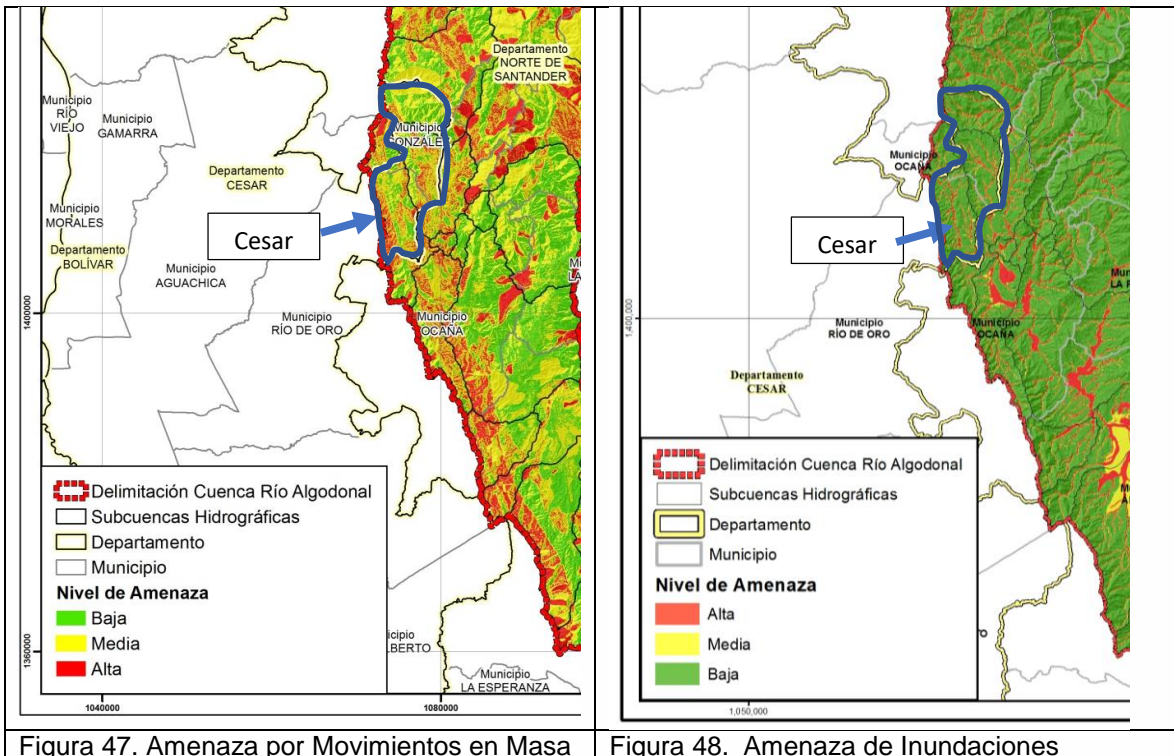 Departamento
NORTE DE
SANTANDER
Municipio
RÍO
VIEJO
Municipio
GAMARRA
Municipio
GONZALEZ
Departamento
CESAR
Municipio
MORALES
Cesar
Departamento
BOLÍVAR
Municipio
AGUACHICA
1400000
Municipio
RÍO DE ORO
Municipio
OCAÑA
Delimitación Cuenca Río Algodonal
Subcuencas Hidrográficas
Departamento
Municipio
Nivel de Amenaza
Baja
Media
Alta
icipio
LBERTO
Municipio
LA ESPERANZA
1360000
1040000
1080000
Figura 47. Amenaza por Movimientos en Masa
Municipio
OCAÑA
Cesar
1,400,000
Municipio
RÍO DE ORO
Municipio
OCAÑA
Departamento
CESAR
Delimitación Cuenca Río Algodonal
Subcuencas Hidrográficas
Departamento
Municipio
Nivel de Amenaza
Alta
Media
Baja
1,050,000
Figura 48. Amenaza de Inundaciones